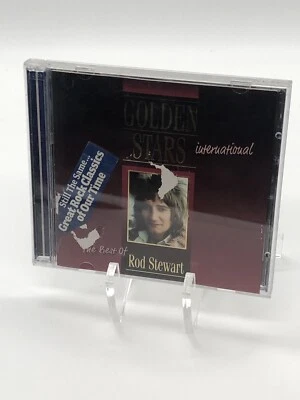 GOLDEN
STARS
international
Still The Same...
Great Rock Classics
of Our Time
The Best Of
Rod Stewart